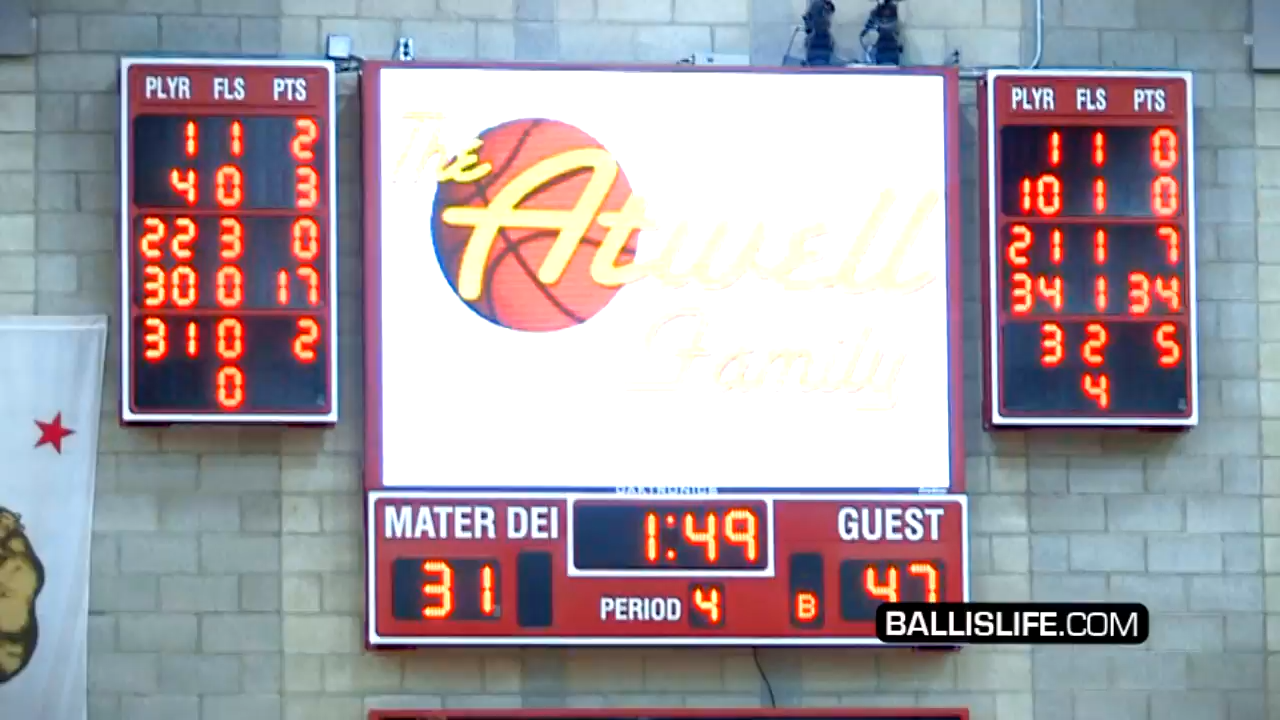 PLYR FLS PTS
1 1 2
4 0 3
22 3 0
30 0 17
31 0 2
0
The
Atwell
Family
DAKTRONICS
PLYR FLS PTS
1 1 0
10 1 0
21 1 7
34 1 34
3 2 5
4
MATER DEI 1:49 GUEST
31 PERIOD 4 B 47
BALLISLIFE.COM